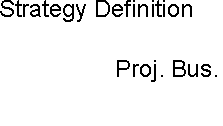 Strategy Definition
Proj. Bus.